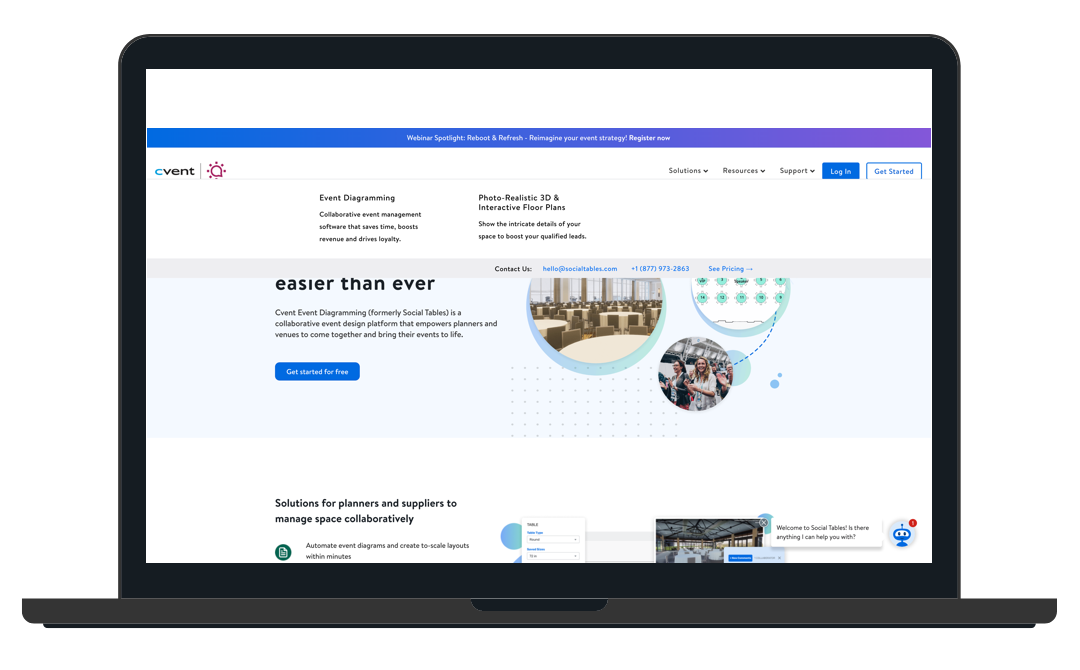 Webinar Spotlight: Reboot & Refresh - Reimagine your event strategy! Register now
cvent
Solutions
Resources
Support
Log In
Get Started
Event Diagramming
Collaborative event management
software that saves time, boosts
revenue and drives loyalty.
Photo-Realistic 3D &
Interactive Floor Plans
Show the intricate details of your
space to boost your qualified leads.
Contact Us: hello@socialtables.com +1 (877) 973-2863 See Pricing →
easier than ever
Cvent Event Diagramming (formerly Social Tables) is a
collaborative event design platform that empowers planners and
venues to come together and bring their events to life.
Get started for free
14 12 11 10 9
Solutions for planners and suppliers to
manage space collaboratively
Automate event diagrams and create to-scale layouts
within minutes
TABLE
Table Type
Round
Welcome to Social Tables! Is there
anything I can help you with?
1